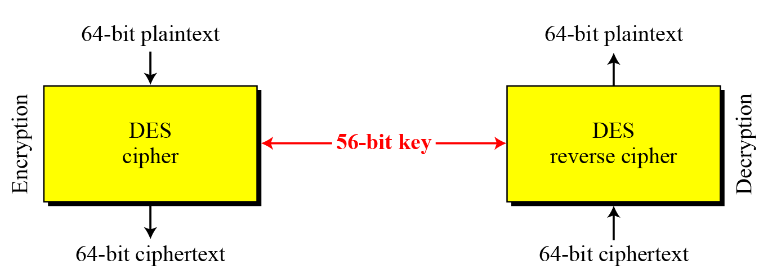 64-bit plaintext
64-bit plaintext
Encryption
DES
cipher
56-bit key
DES
reverse cipher
Decryption
64-bit ciphertext
64-bit ciphertext